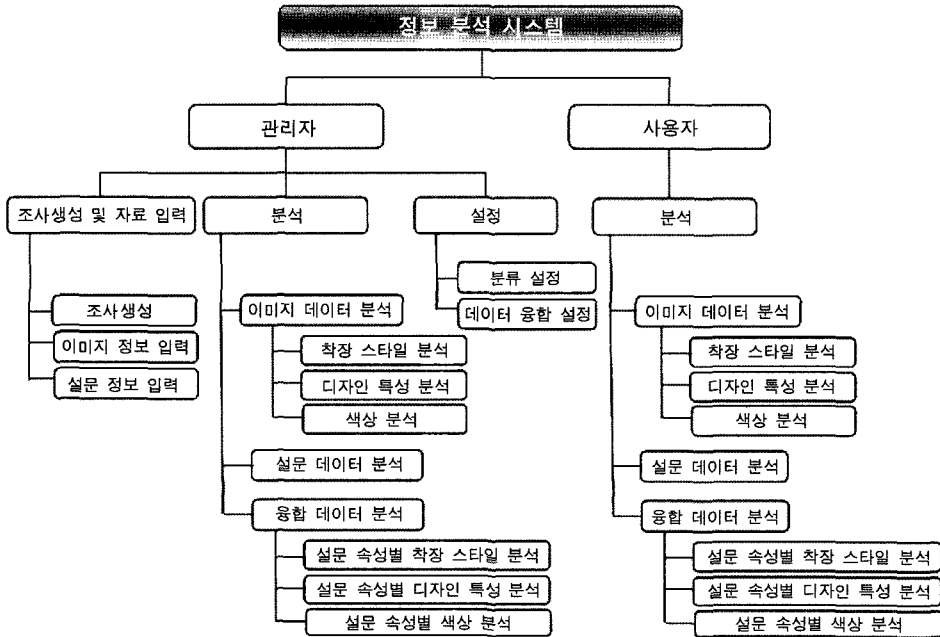 정보 분석 시스템
관리자
사용자
조사생성 및 자료 입력
분석
설정
분석
조사생성
이미지 정보 입력
설문 정보 입력
이미지 데이터 분석
착장 스타일 분석
디자인 특성 분석
색상 분석
설문 데이터 분석
융합 데이터 분석
설문 속성별 착장 스타일 분석
설문 속성별 디자인 특성 분석
설문 속성별 색상 분석
분류 설정
데이터 융합 설정
이미지 데이터 분석
착장 스타일 분석
디자인 특성 분석
색상 분석
설문 데이터 분석
융합 데이터 분석
설문 속성별 착장 스타일 분석
설문 속성별 디자인 특성 분석
설문 속성별 색상 분석